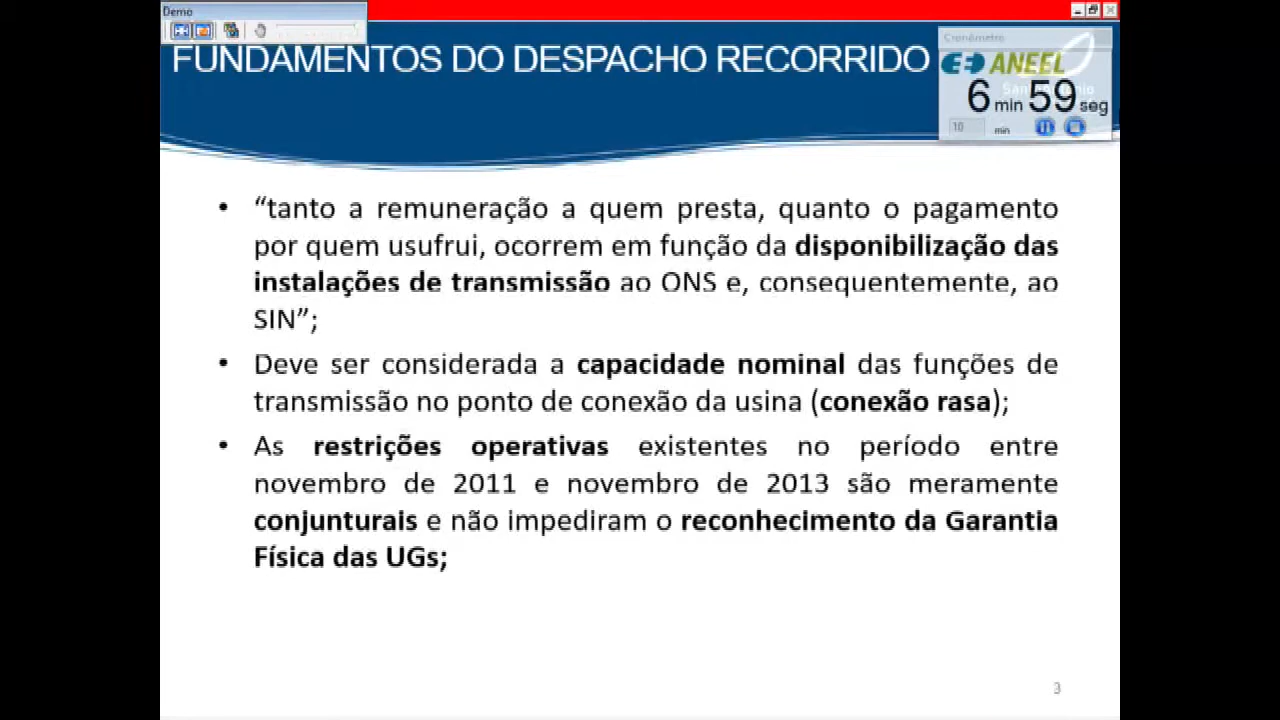 Demo
FUNDAMENTOS DO DESPACHO RECORRIDO
Cronômetro
ANEEL
6 min 59 seg
10 min
“tanto a remuneração a quem presta, quanto o pagamento
por quem usufrui, ocorrem em função da disponibilização das
instalações de transmissão ao ONS e, consequentemente, ao
SIN”;
Deve ser considerada a capacidade nominal das funções de
transmissão no ponto de conexão da usina (conexão rasa);
As restrições operativas existentes no período entre
novembro de 2011 e novembro de 2013 são meramente
conjunturais e não impediram o reconhecimento da Garantia
Física das UGs;
3